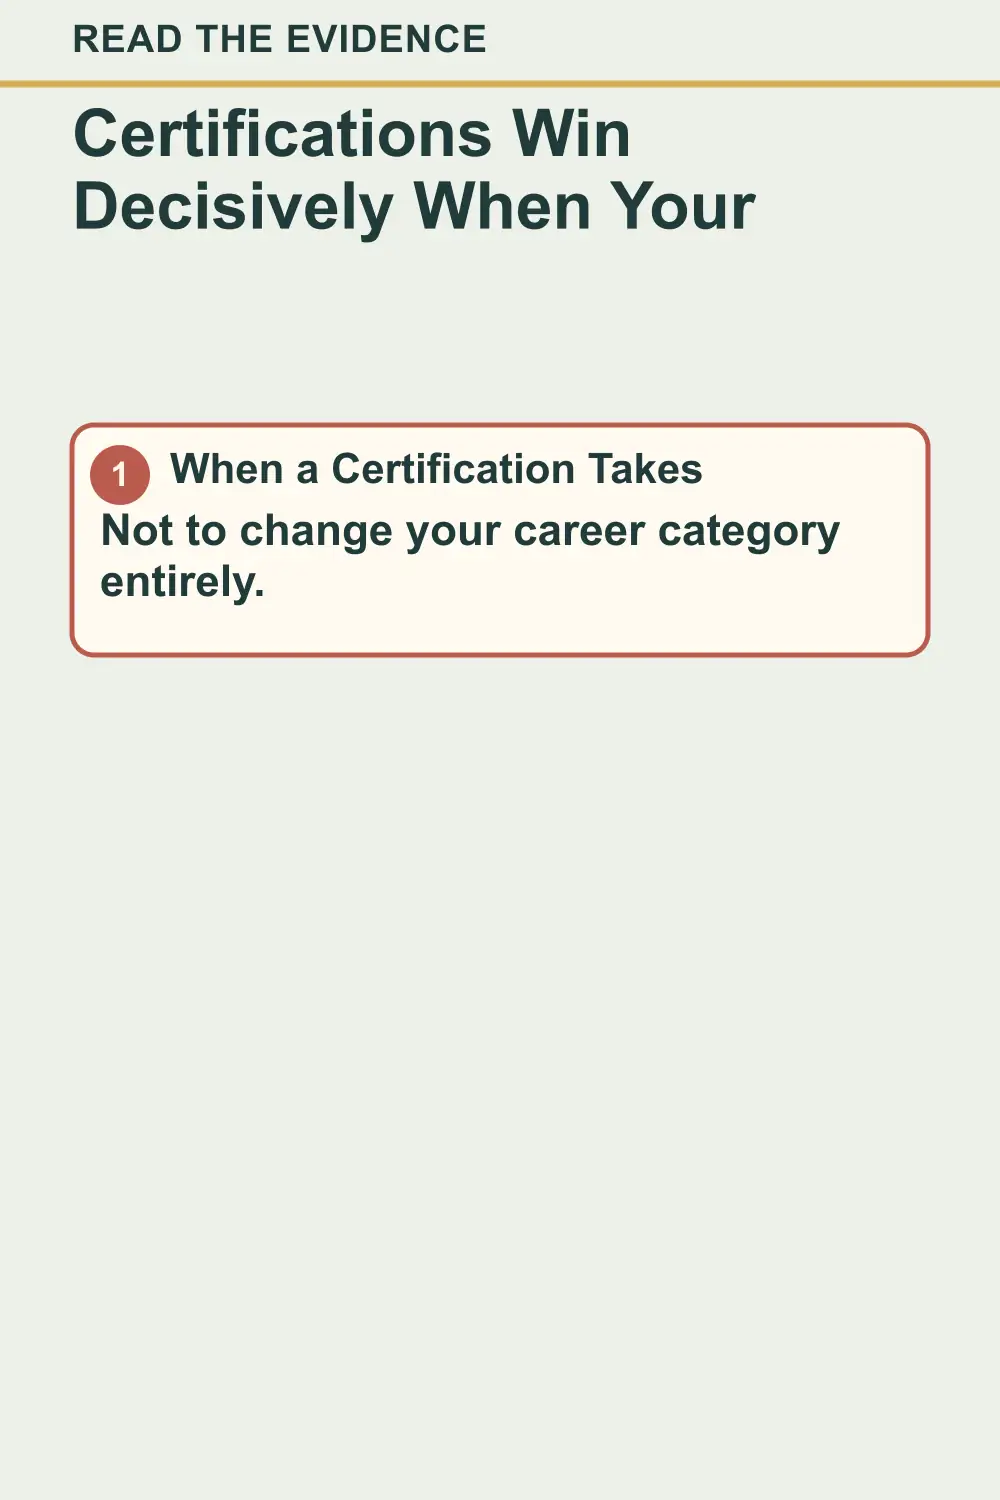 READ THE EVIDENCE
Certifications Win
Decisively When Your
1 When a Certification Takes
Not to change your career category
entirely.